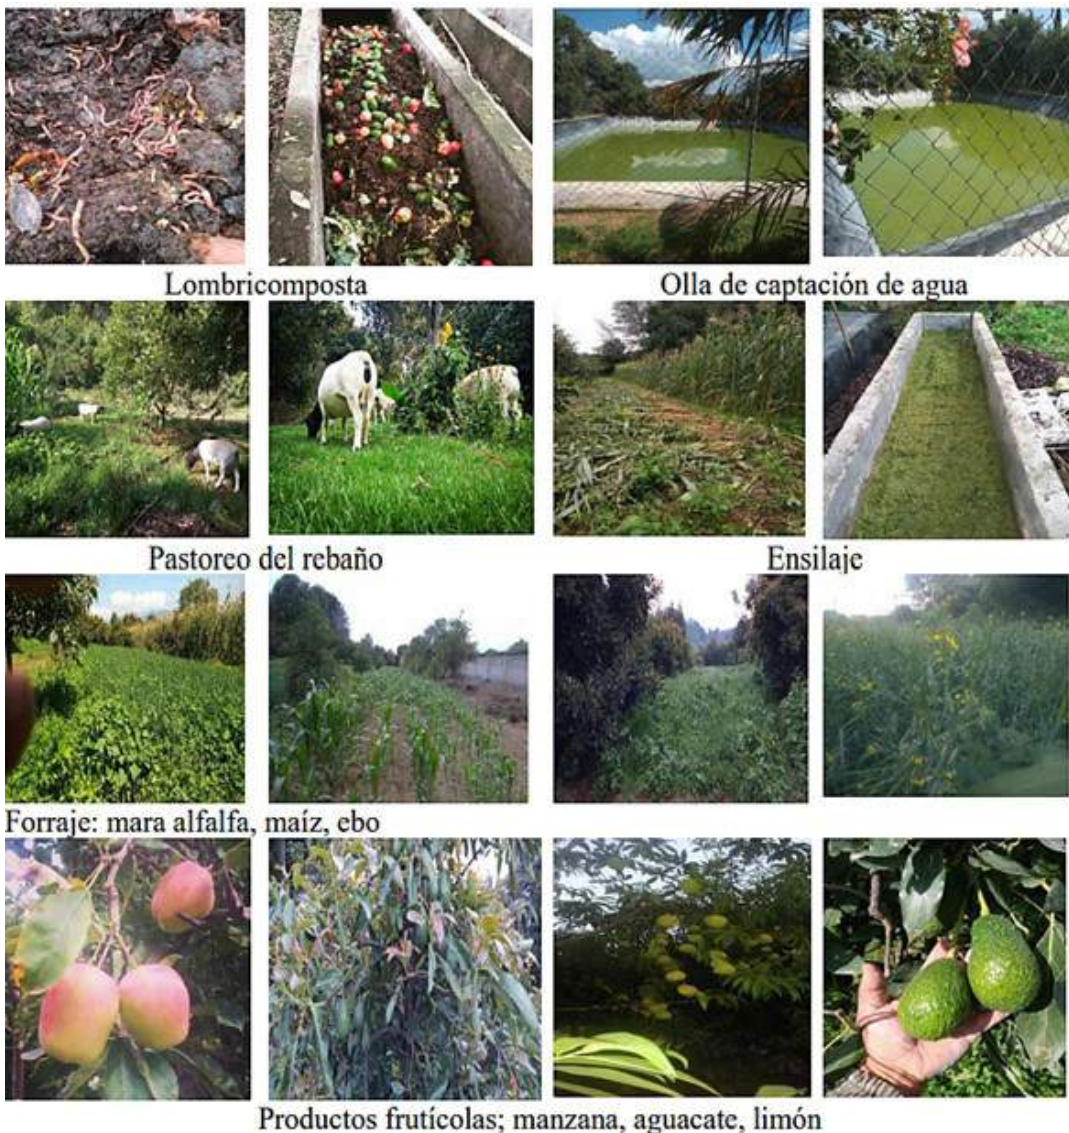 Lombricomposta
Olla de captación de agua
Pastoreo del rebaño
Ensilaje
Forraje: mara alfalfa, maíz, ebo
Productos frutícolas; manzana, aguacate, limón